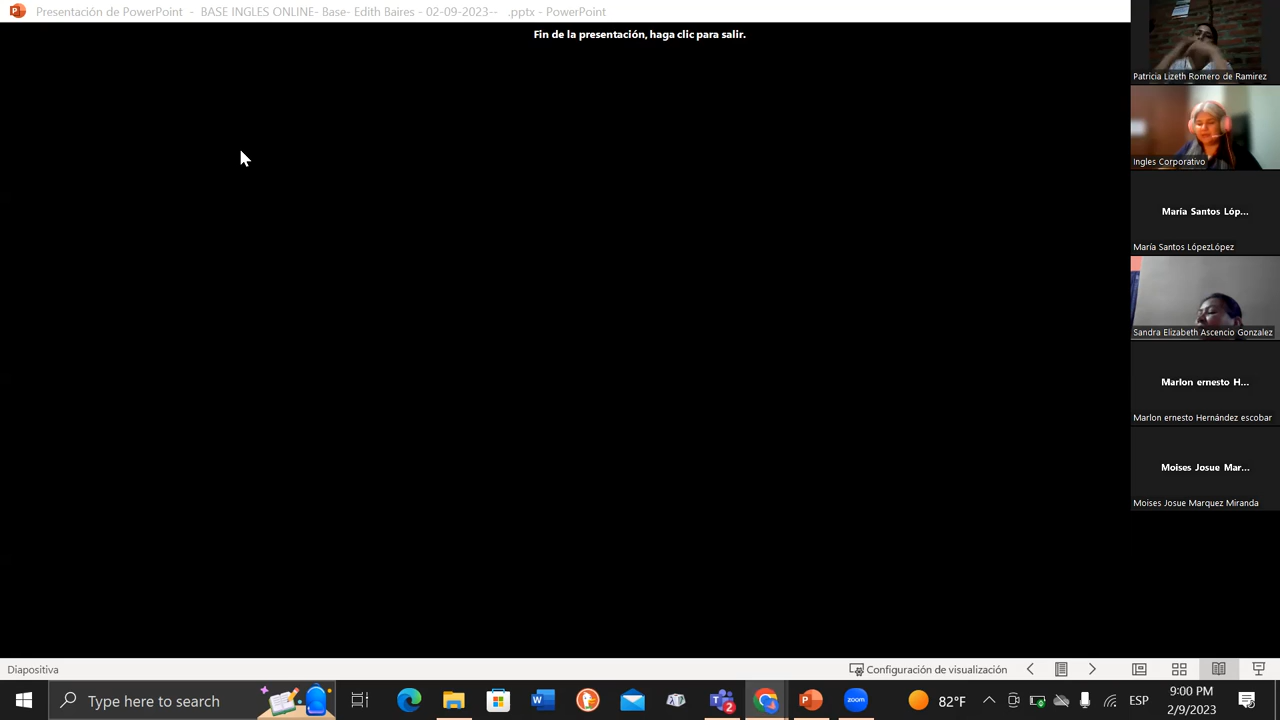 Presentación de PowerPoint - BASE INGLES ONLINE- Base- Edith Baires - 02-09-2023-- .pptx - PowerPoint
Fin de la presentación, haga clic para salir.
Patricia Lizeth Romero de Ramirez
Ingles Corporativo
María Santos Lóp...
María Santos LópezLópez
Sandra Elizabeth Ascencio Gonzalez
Marlon ernesto H...
Marlon ernesto Hernández escobar
Moises Josue Mar...
Moises Josue Marquez Miranda
Diapositiva
Configuración de visualización
Type here to search
2
zoom
82°F
ESP
9:00 PM
2/9/2023